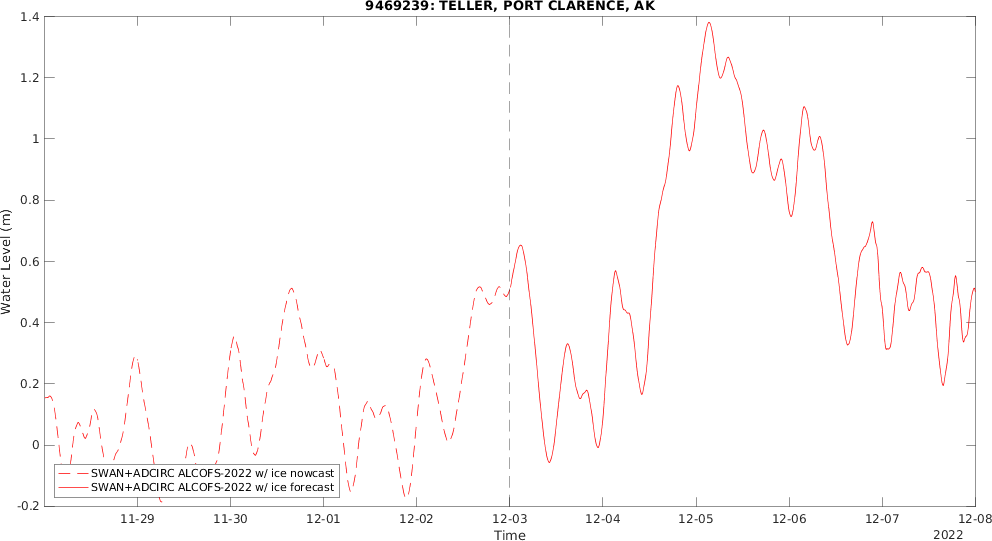 9469239: TELLER, PORT CLARENCE, AK
1.4
1.2
1
0.8
0.6
0.4
0.2
0
-0.2
Water Level (m)
SWAN+ADCIRC ALCOFS-2022 w/ ice nowcast
SWAN+ADCIRC ALCOFS-2022 w/ ice forecast
11-29 11-30 12-01 12-02 12-03 12-04 12-05 12-06 12-07 12-08
Time
2022